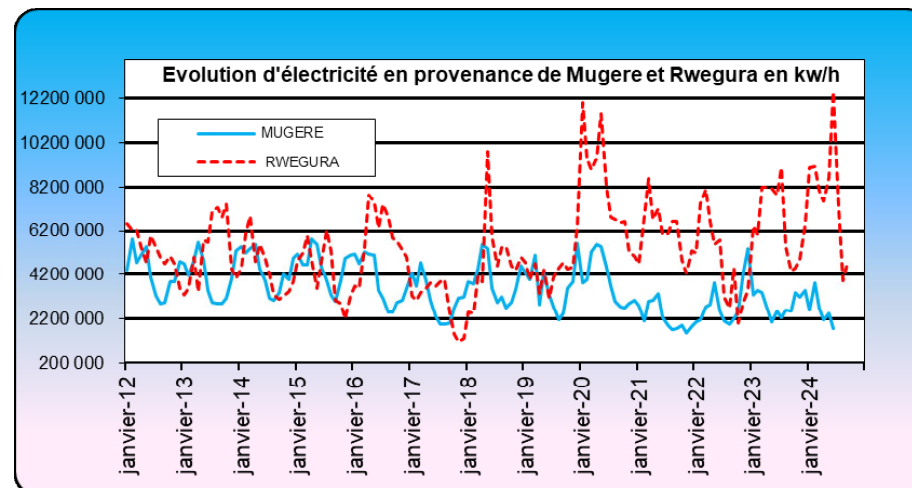 Evolution d'électricité en provenance de Mugere et Rwegura en kw/h
12200 000
10200 000
8200 000
6200 000
4200 000
2200 000
200 000
MUGERE
RWEGURA
janvier-12
janvier-13
janvier-14
janvier-15
janvier-16
janvier-17
janvier-18
janvier-19
janvier-20
janvier-21
janvier-22
janvier-23
janvier-24